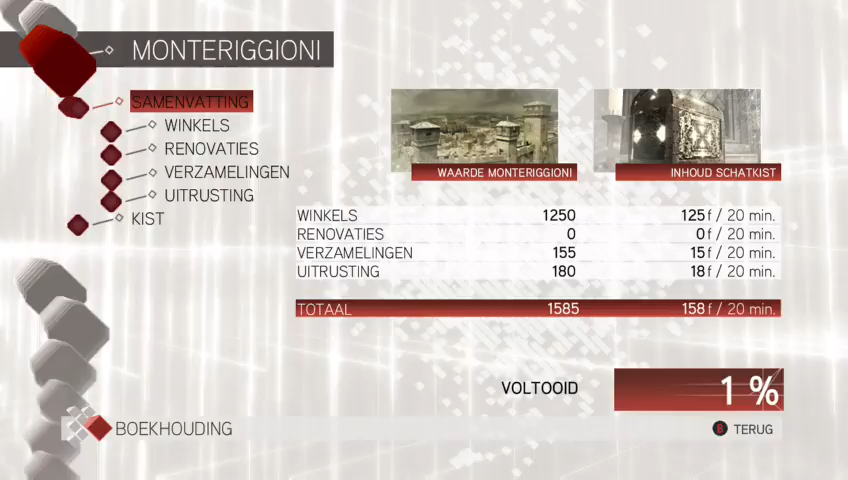 MONTERIGGIONI
SAMENVATTING
WINKELS
RENOVATIES
VERZAMELINGEN
UITRUSTING
KIST
WAARDE MONTERIGGIONI INHOUD SCHATKIST
WINKELS 1250 125 f / 20 min.
RENOVATIES 0 0 f / 20 min.
VERZAMELINGEN 155 15 f / 20 min.
UITRUSTING 180 18 f / 20 min.
TOTAAL 1585 158 f / 20 min.
VOLTOOID 1 %
BOEKHOUDING B TERUG